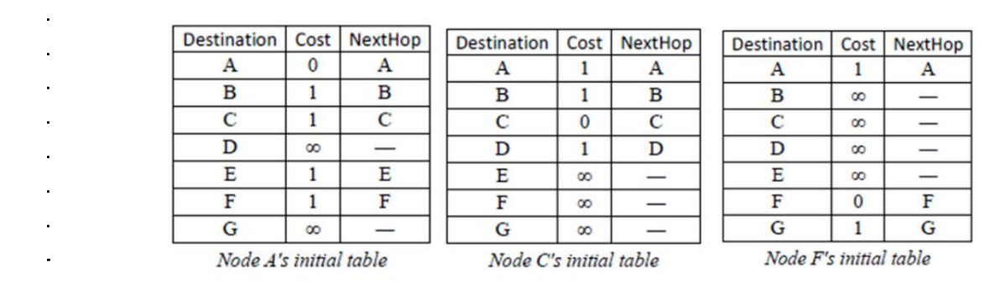 Destination Cost NextHop
A 0 A
B 1 B
C 1 C
D ∞ —
E 1 E
F 1 F
G ∞ —
Node A's initial table
Destination Cost NextHop
A 1 A
B 1 B
C 0 C
D 1 D
E ∞ —
F ∞ —
G ∞ —
Node C's initial table
Destination Cost NextHop
A 1 A
B ∞ —
C ∞ —
D ∞ —
E ∞ —
F 0 F
G 1 G
Node F's initial table